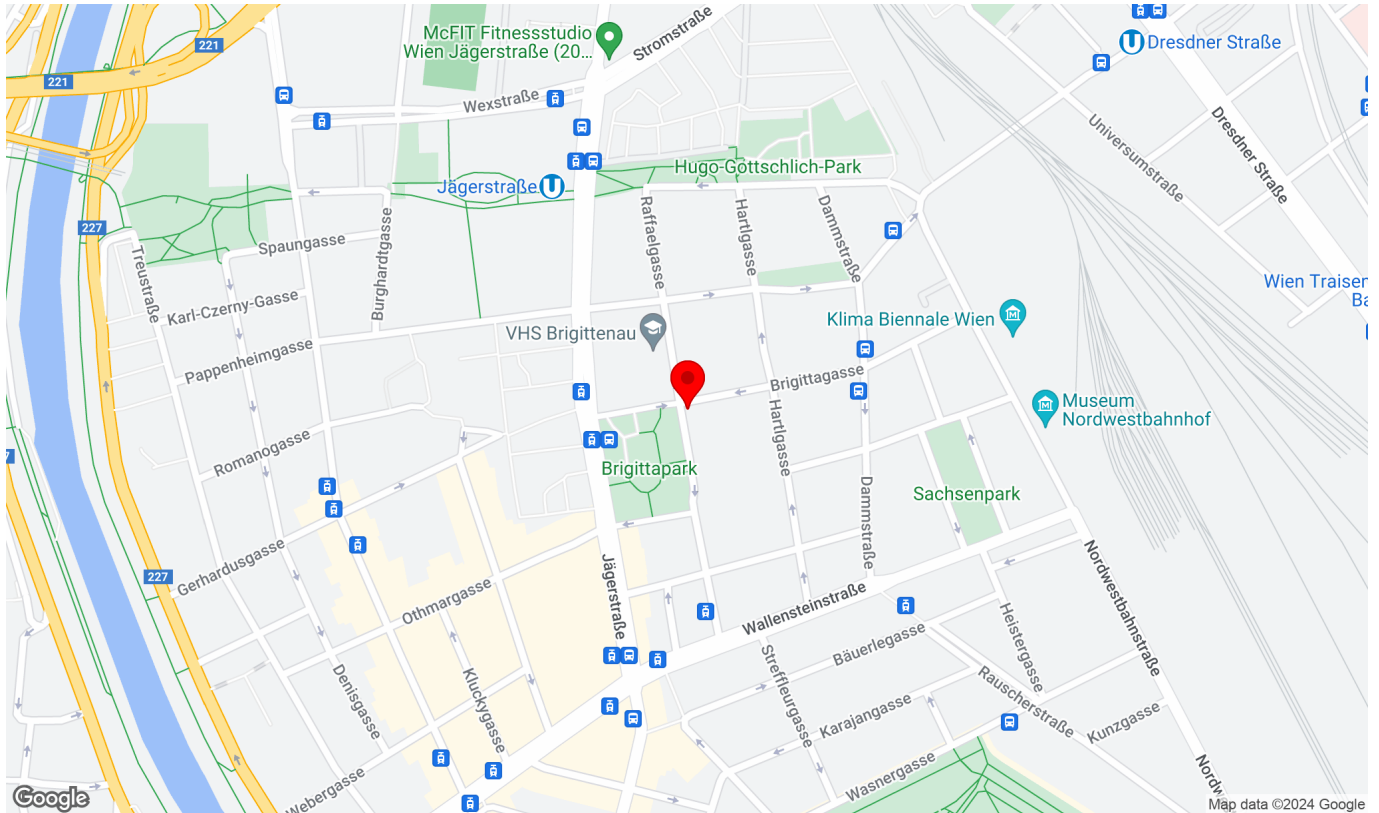 McFIT Fitnessstudio
Wien Jägerstraße (20...
Stromstraße
Dresdner Straße
221
221
Wexstraße
Universumstraße
Dresdner Straße
Hugo-Gottschlich-Park
Jägerstraße
Raffaelgasse
Hartlgasse
Dammstraße
227
Burghardtgasse
Spaungasse
Treustraße
Karl-Czerny-Gasse
Wien Traisen
Ba
VHS Brigittenau
Klima Biennale Wien
Pappenheimgasse
Brigittagasse
Museum
Nordwestbahnhof
Hartlgasse
Romanogasse
Brigittapark
Sachsenpark
Dammstraße
Gerhardusgasse
227
Jägerstraße
Othmargasse
Nordwestbahnstraße
Wallensteinstraße
Heistergasse
Bäuerlegasse
Streffleurgasse
Denisgasse
Kluckygasse
Rauscherstraße
Karajangasse
Kunzgasse
Wasnergasse
Webergasse
Nordw
Google
Map data ©2024 Google